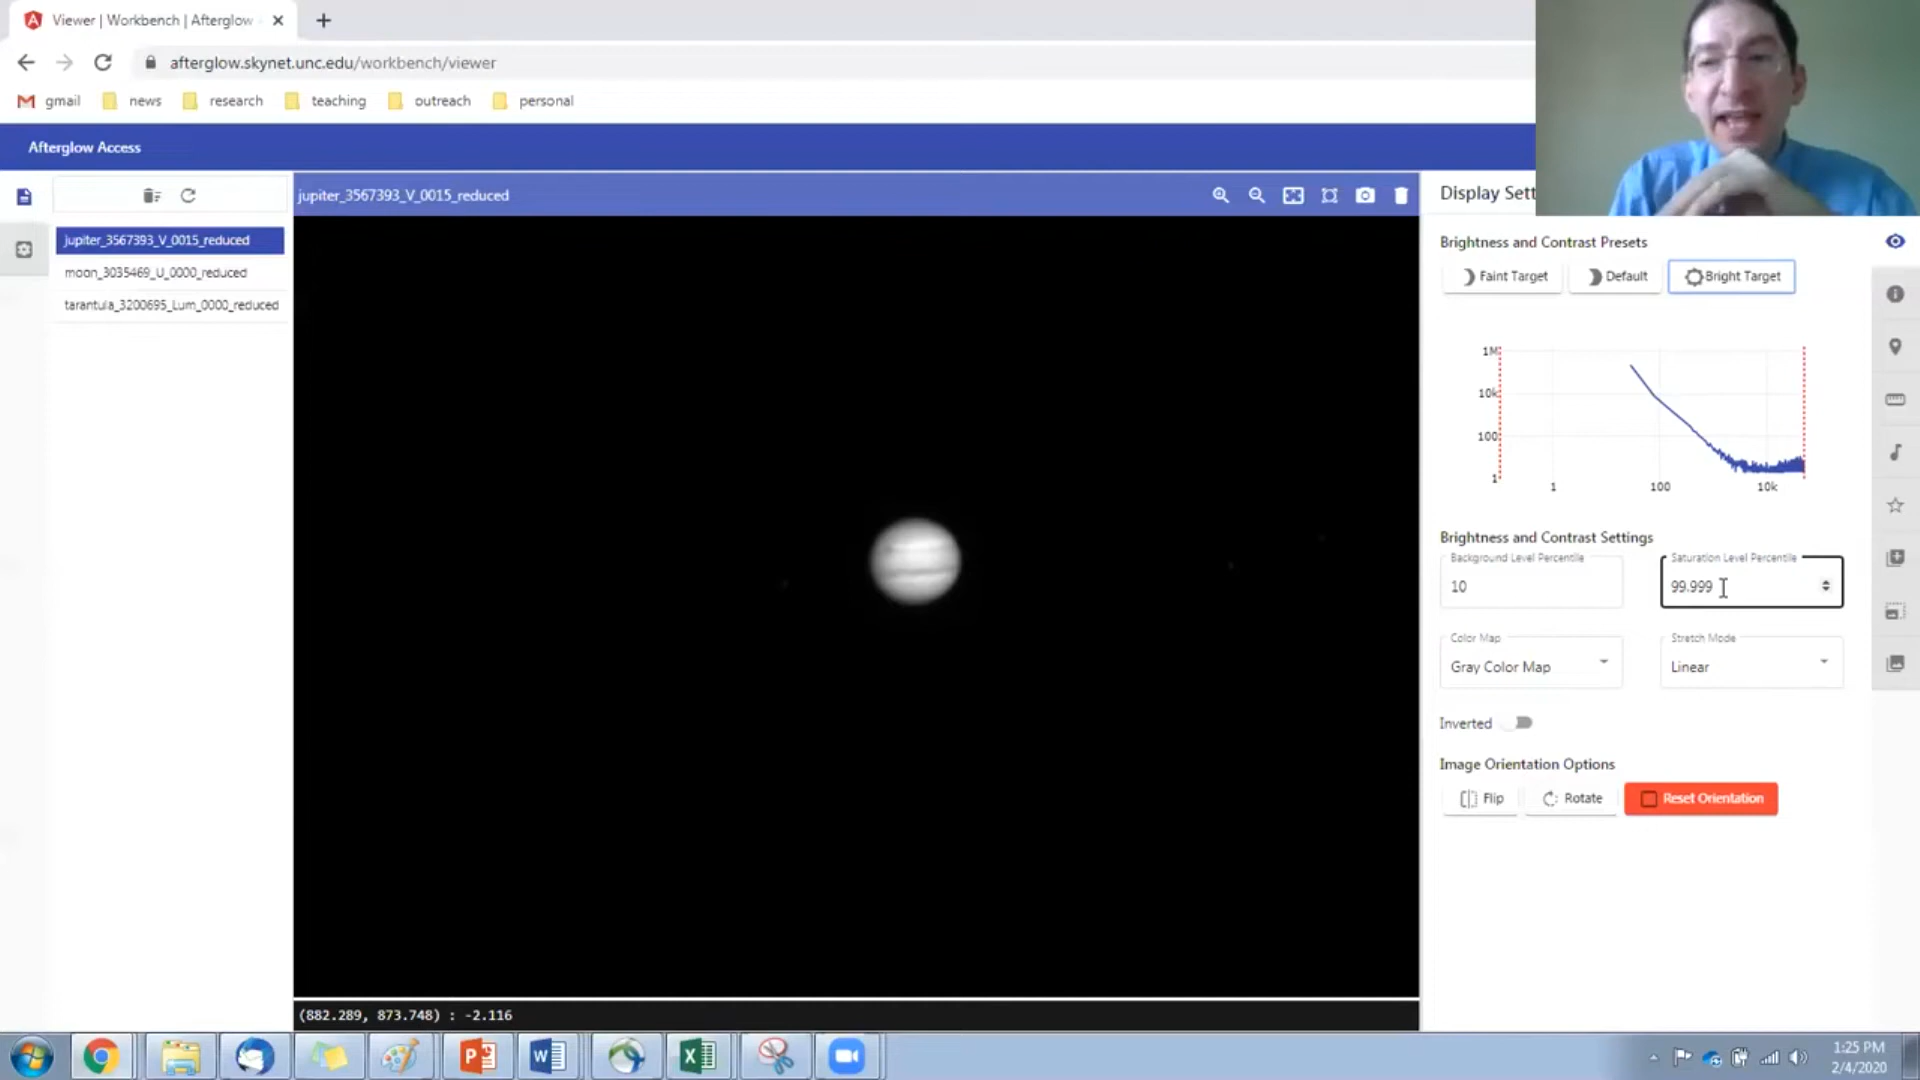 Viewer | Workbench | Afterglow
afterglow.skynet.unc.edu/workbench/viewer
gmail
news
research
teaching
outreach
personal
Afterglow Access
jupiter_3567393_V_0015_reduced
moon_3035469_U_0000_reduced
tarantula_3200695_Lum_0000_reduced
jupiter_3567393_V_0015_reduced
(882.289, 873.748) : -2.116
Display Sett
Brightness and Contrast Presets
Faint Target
Default
Bright Target
1M
10k
100
1
1
100
10k
Brightness and Contrast Settings
Background Level Percentile
10
Saturation Level Percentile
99.999
Color Map
Gray Color Map
Stretch Mode
Linear
Inverted
Image Orientation Options
Flip
Rotate
Reset Orientation
1:25 PM
2/4/2020